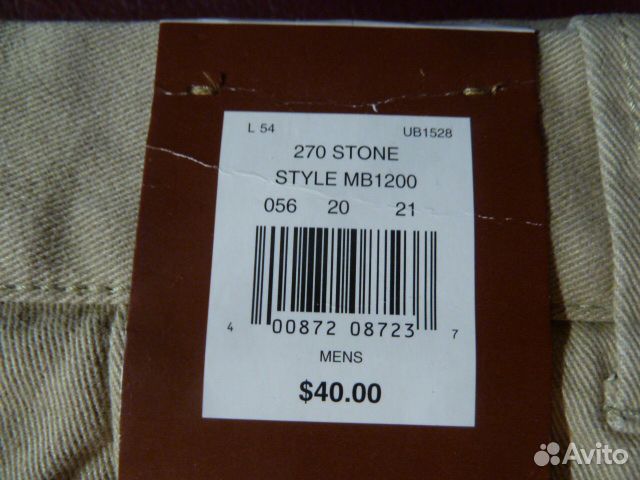 L 54 UB1528
270 STONE
STYLE MB1200
056 20 21
4 00872 08723 7
MENS
$40.00
Avito